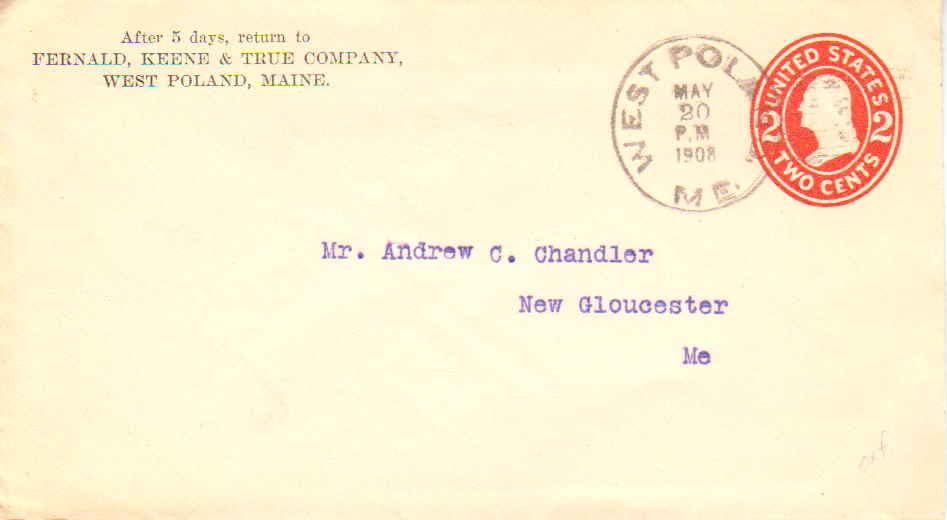 After 5 days, return to
FERNALD, KEENE & TRUE COMPANY,
WEST POLAND, MAINE.
WEST POLAND
MAY
20
P.M
1908
ME.
UNITED STATES
2 2
TWO CENTS
Mr. Andrew C. Chandler
New Gloucester
Me